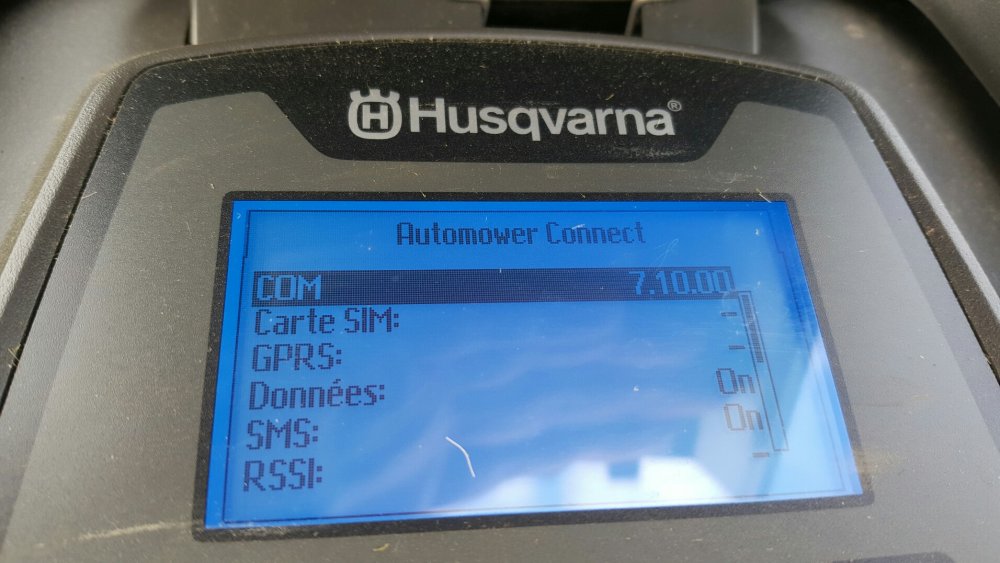 Husqvarna®
Automower Connect
COM 7.10.00
Carte SIM: -
GPRS: -
Données: On
SMS: On
RSSI: -